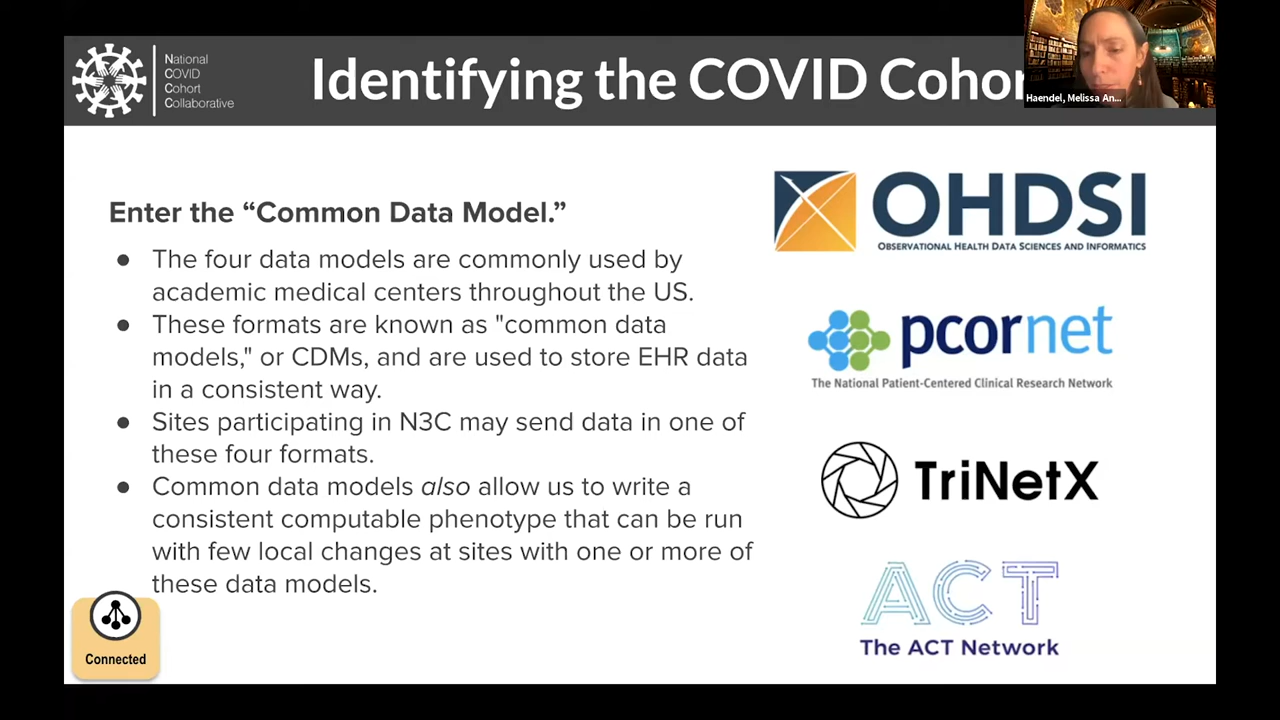 National
COVID
Cohort
Collaborative
Identifying the COVID Cohor
Haendel, Melissa An...
Enter the “Common Data Model.”
● The four data models are commonly used by
academic medical centers throughout the US.
● These formats are known as "common data
models," or CDMs, and are used to store EHR data
in a consistent way.
● Sites participating in N3C may send data in one of
these four formats.
● Common data models also allow us to write a
consistent computable phenotype that can be run
with few local changes at sites with one or more of
these data models.
Connected
OHDSI
OBSERVATIONAL HEALTH DATA SCIENCES AND INFORMATICS
pcornet
The National Patient-Centered Clinical Research Network
TriNetX
ACT
The ACT Network